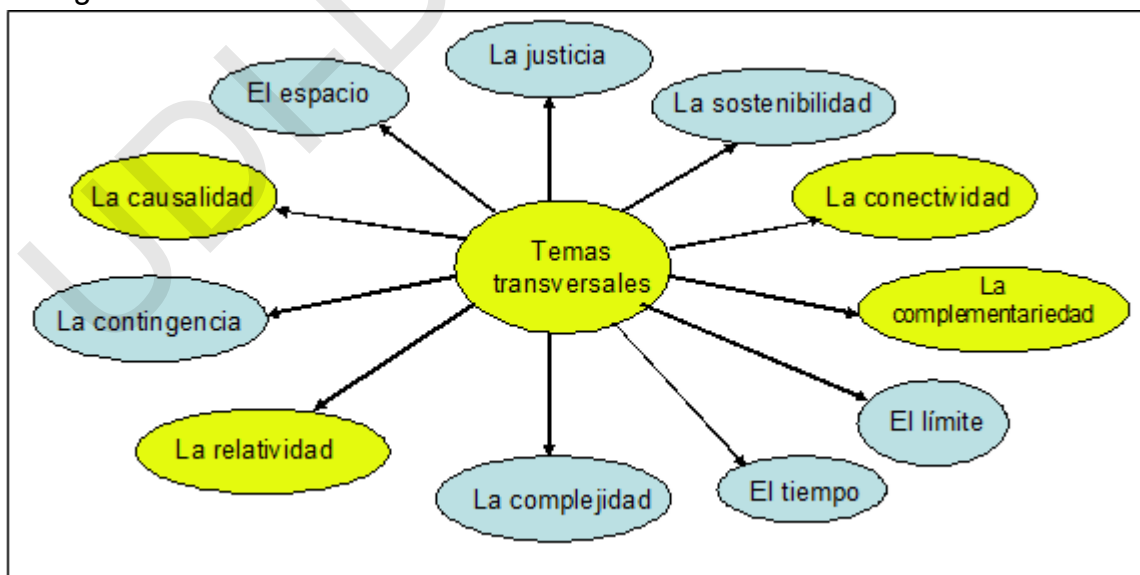 La justicia
El espacio
La sostenibilidad
La causalidad
La conectividad
Temas
transversales
La
complementariedad
La contingencia
El límite
La relatividad
La complejidad
El tiempo